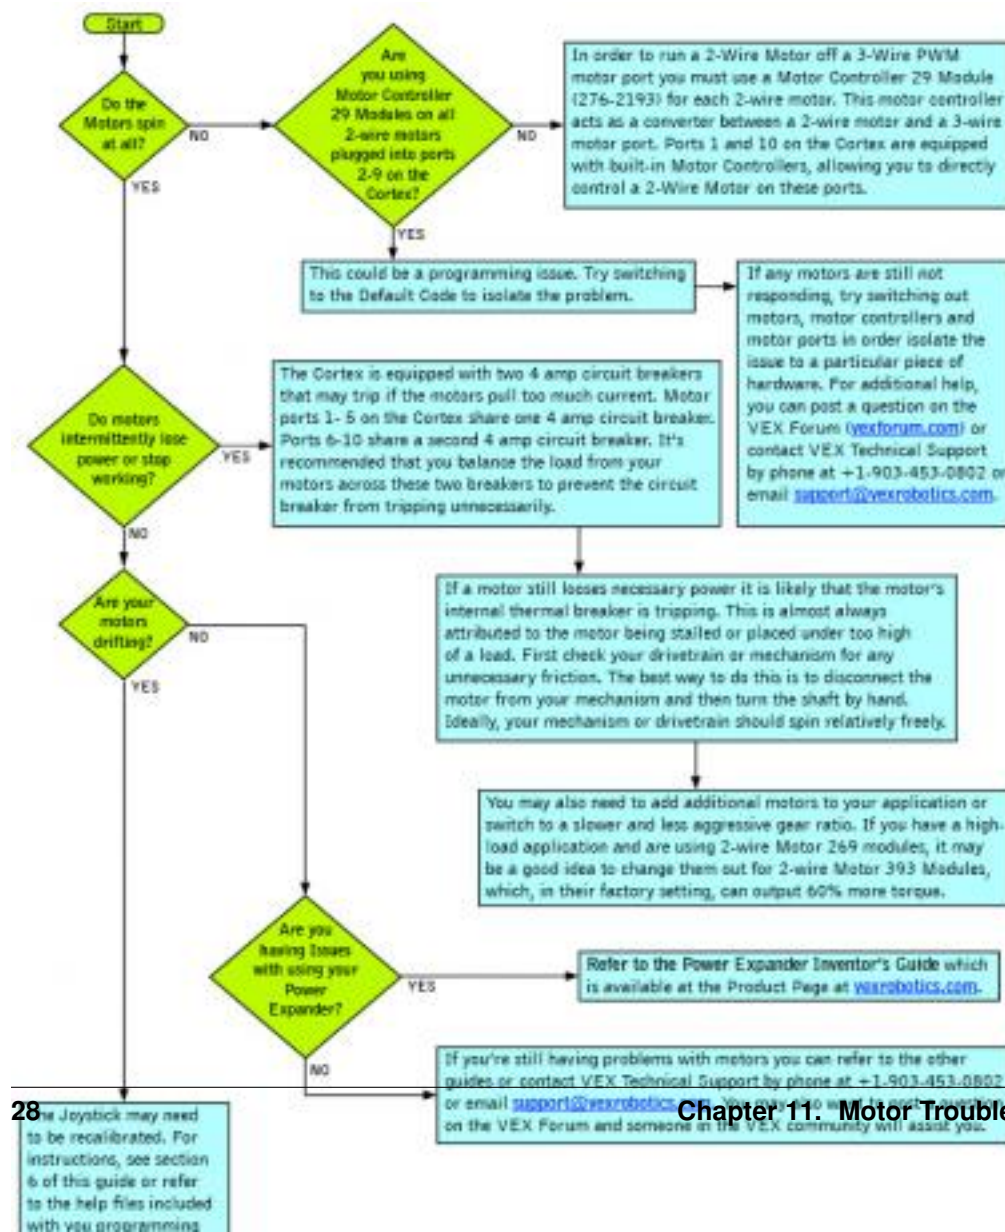 Start
Do the
Motors spin
at all?
NO
YES
Are
you using
Motor Controller
29 Modules on all
2-wire motors
plugged into ports
2-9 on the
Cortex?
NO
YES
In order to run a 2-Wire Motor off a 3-Wire PWM
motor port you must use a Motor Controller 29 Module
(276-2193) for each 2-wire motor. This motor controller
acts as a converter between a 2-wire motor and a 3-wire
motor port. Ports 1 and 10 on the Cortex are equipped
with built-in Motor Controllers, allowing you to directly
control a 2-Wire Motor on these ports.
This could be a programming issue. Try switching
to the Default Code to isolate the problem.
If any motors are still not
responding, try switching out
motors, motor controllers and
motor ports in order isolate the
issue to a particular piece of
hardware. For additional help,
you can post a question on the
VEX Forum (vexforum.com) or
contact VEX Technical Support
by phone at +1-903-453-0802 or
email support@vexrobotics.com.
Do motors
intermittently lose
power or stop
working?
YES
NO
The Cortex is equipped with two 4 amp circuit breakers
that may trip if the motors pull too much current. Motor
ports 1- 5 on the Cortex share one 4 amp circuit breaker.
Ports 6-10 share a second 4 amp circuit breaker. It's
recommended that you balance the load from your
motors across these two breakers to prevent the circuit
breaker from tripping unnecessarily.
If a motor still looses necessary power it is likely that the motor's
internal thermal breaker is tripping. This is almost always
attributed to the motor being stalled or placed under too high
of a load. First check your drivetrain or mechanism for any
unnecessary friction. The best way to do this is to disconnect the
motor from your mechanism and then turn the shaft by hand.
Ideally, your mechanism or drivetrain should spin relatively freely.
You may also need to add additional motors to your application or
switch to a slower and less aggressive gear ratio. If you have a high-
load application and are using 2-wire Motor 269 modules, it may
be a good idea to change them out for 2-wire Motor 393 Modules,
which, in their factory setting, can output 60% more torque.
Are your
motors
drifting?
NO
YES
Are you
having Issues
with using your
Power
Expander?
YES
NO
Refer to the Power Expander Inventor's Guide which
is available at the Product Page at vexrobotics.com.
If you're still having problems with motors you can refer to the other
guides or contact VEX Technical Support by phone at +1-903-453-0802
or email support@vexrobotics.com. You may also want to post a question
on the VEX Forum and someone in the VEX community will assist you.
28
Chapter 11. Motor Trouble
Joystick may need
to be recalibrated. For
instructions, see section
6 of this guide or refer
to the help files included
with you programming